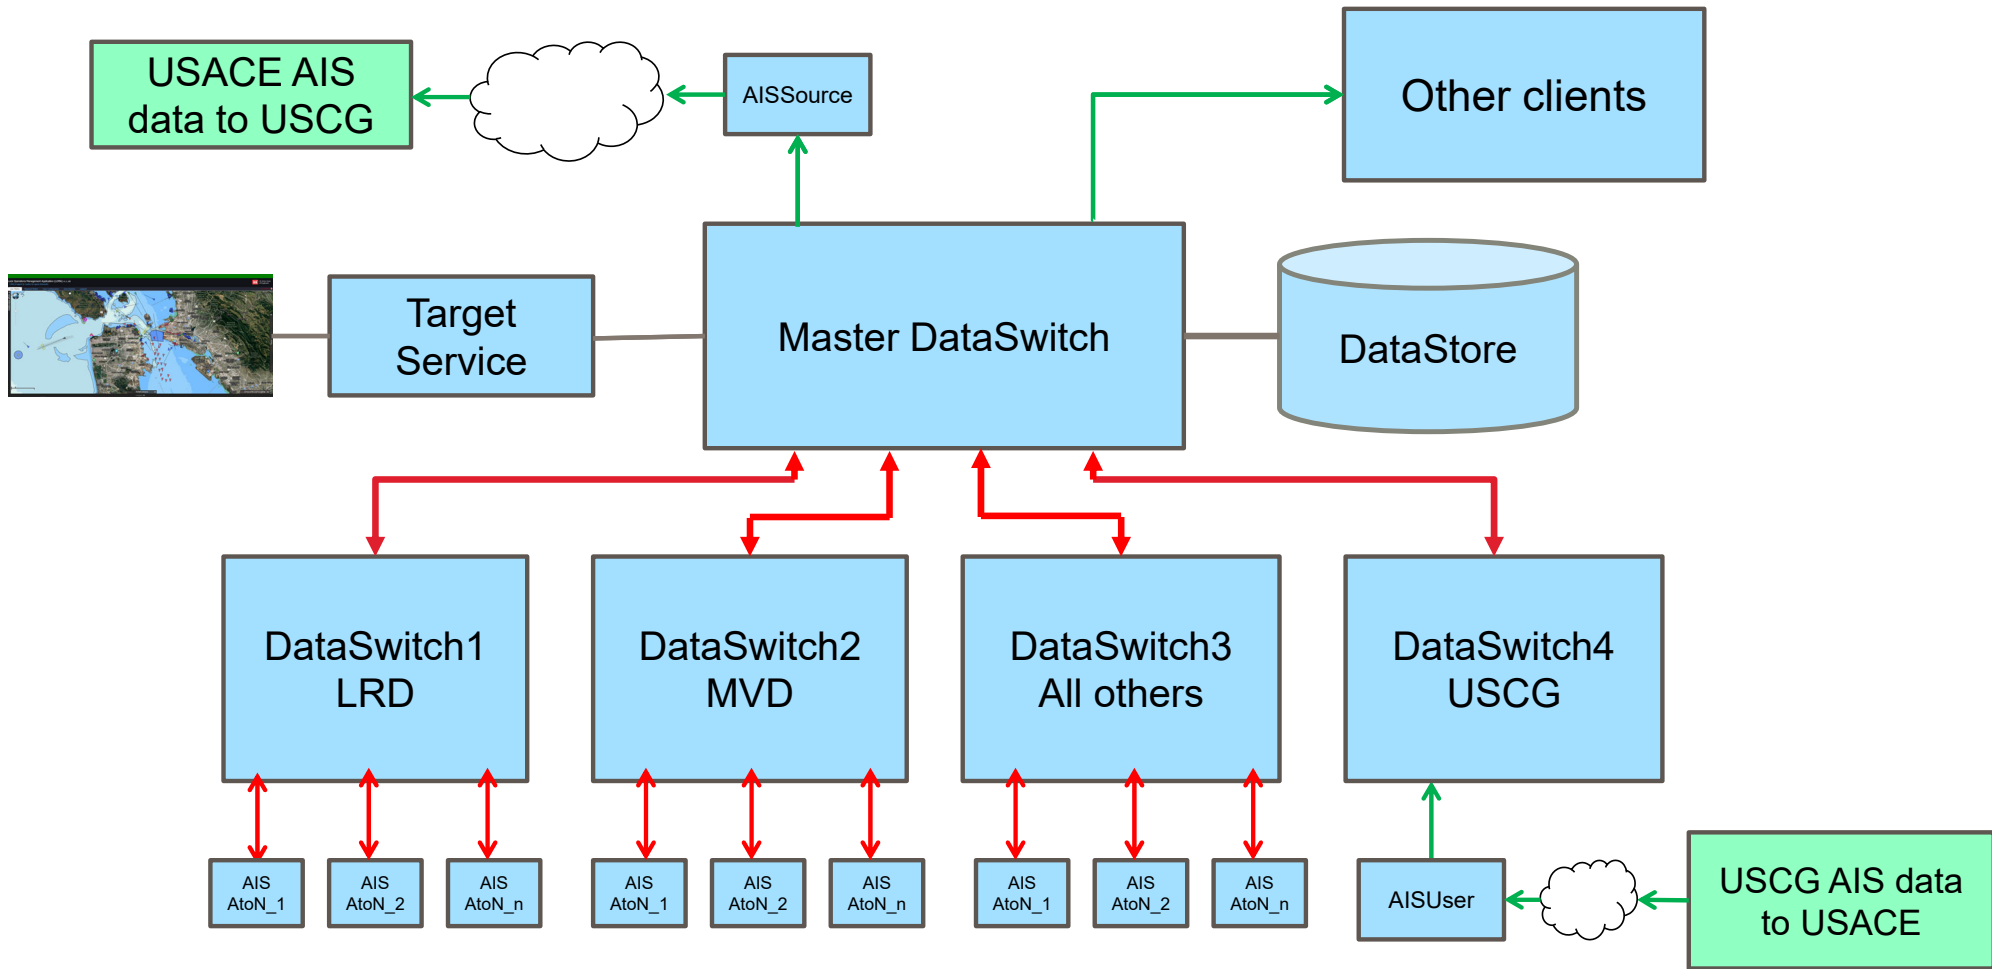 USACE AIS
data to USCG
AISSource
Other clients
Target
Service
Master DataSwitch
DataStore
DataSwitch1
LRD
DataSwitch2
MVD
DataSwitch3
All others
DataSwitch4
USCG
AIS
AtoN_1
AIS
AtoN_2
AIS
AtoN_n
AIS
AtoN_1
AIS
AtoN_2
AIS
AtoN_n
AIS
AtoN_1
AIS
AtoN_2
AIS
AtoN_n
AISUser
USCG AIS data
to USACE